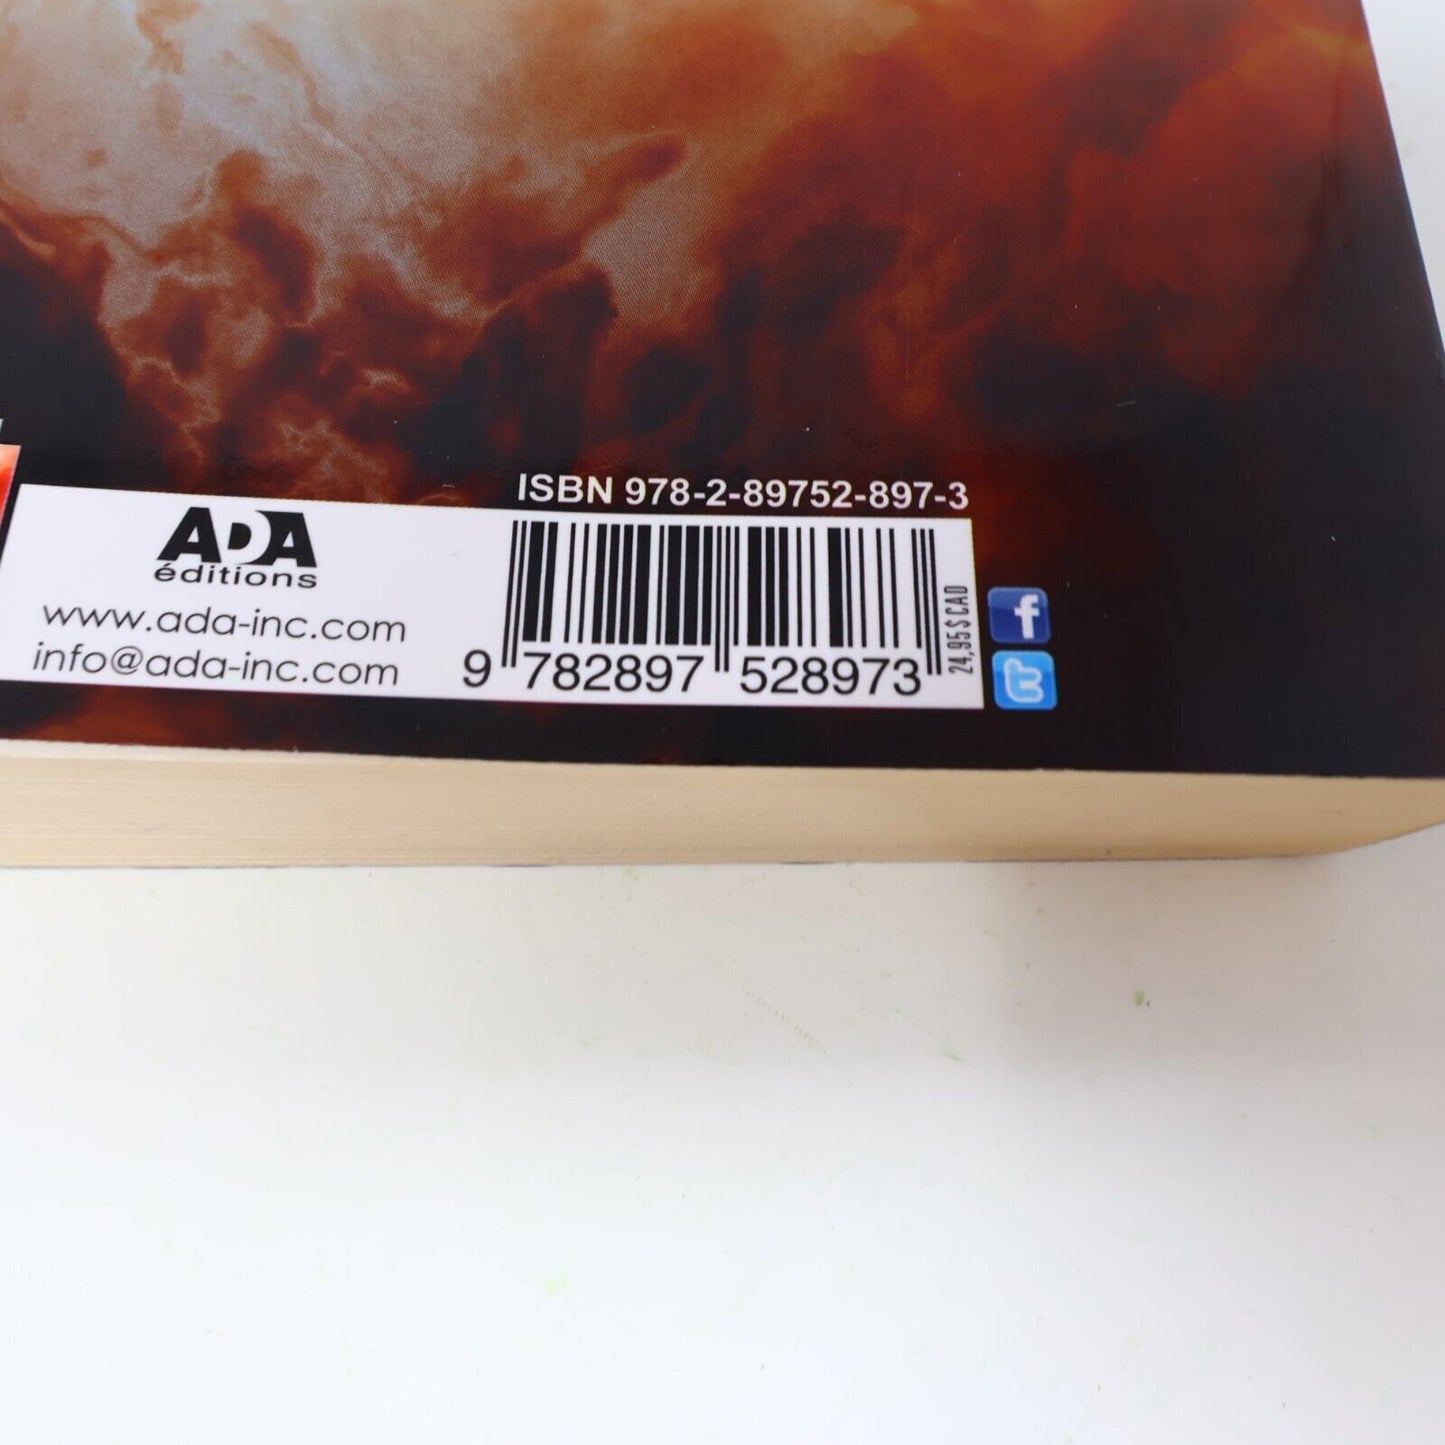 ISBN 978-2-89752-897-3
ADA
éditions
www.ada-inc.com
info@ada-inc.com
9 782897 528973
24,95$ CAD